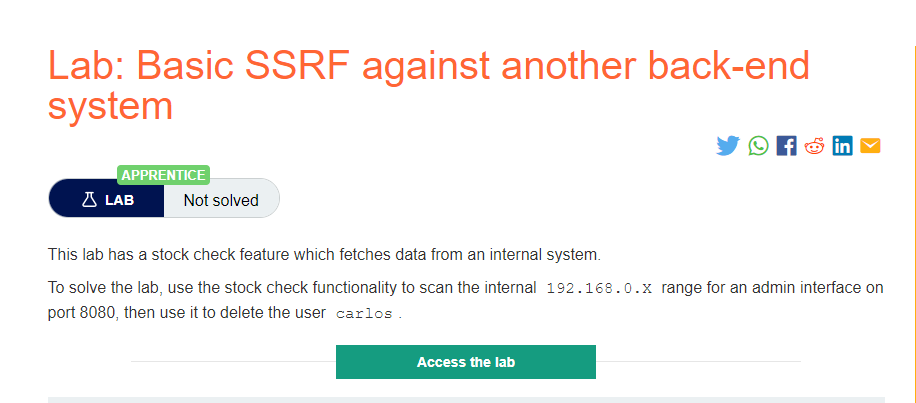 Lab: Basic SSRF against another back-end
system
APPRENTICE
LAB
Not solved
This lab has a stock check feature which fetches data from an internal system.
To solve the lab, use the stock check functionality to scan the internal 192.168.0.X range for an admin interface on
port 8080, then use it to delete the user carlos.
Access the lab